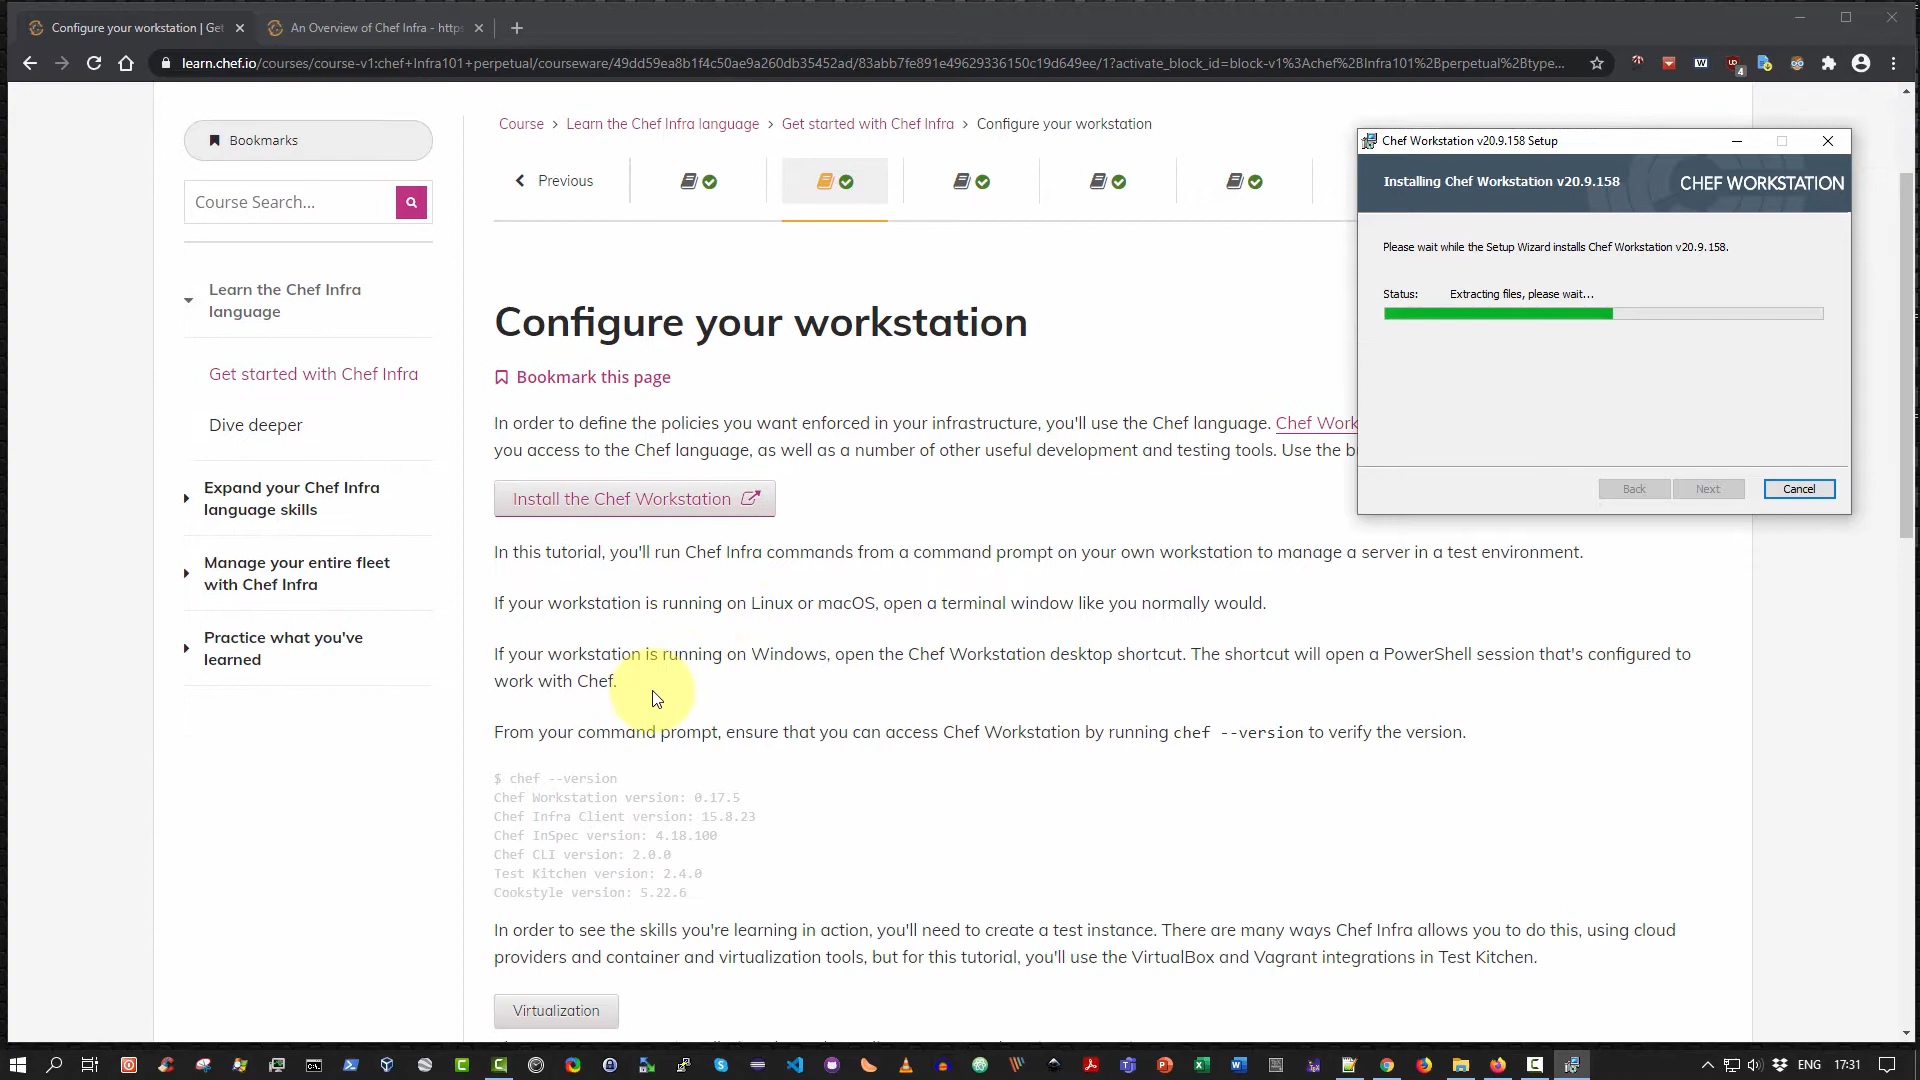 Configure your workstation | Get
An Overview of Chef Infra - https
learn.chef.io/courses/course-v1:chef+Infra101+perpetual/courseware/49dd59ea8b1f4c50ae9a260db35452ad/83abb7fe891e49629336150c19d649ee/1?activate_block_id=block-v1%3Achef%2BInfra101%2Bperpetual%2Btype...
4
Bookmarks
Course Search...
Learn the Chef Infra
language
Get started with Chef Infra
Dive deeper
Expand your Chef Infra
language skills
Manage your entire fleet
with Chef Infra
Practice what you've
learned
Course > Learn the Chef Infra language > Get started with Chef Infra > Configure your workstation
Previous
Configure your workstation
Bookmark this page
In order to define the policies you want enforced in your infrastructure, you'll use the Chef language. Chef Work
you access to the Chef language, as well as a number of other useful development and testing tools. Use the b
Install the Chef Workstation
In this tutorial, you'll run Chef Infra commands from a command prompt on your own workstation to manage a server in a test environment.
If your workstation is running on Linux or macOS, open a terminal window like you normally would.
If your workstation is running on Windows, open the Chef Workstation desktop shortcut. The shortcut will open a PowerShell session that's configured to
work with Chef.
From your command prompt, ensure that you can access Chef Workstation by running chef --version to verify the version.
$ chef --version
Chef Workstation version: 0.17.5
Chef Infra Client version: 15.8.23
Chef InSpec version: 4.18.100
Chef CLI version: 2.0.0
Test Kitchen version: 2.4.0
Cookstyle version: 5.22.6
In order to see the skills you're learning in action, you'll need to create a test instance. There are many ways Chef Infra allows you to do this, using cloud
providers and container and virtualization tools, but for this tutorial, you'll use the VirtualBox and Vagrant integrations in Test Kitchen.
Virtualization
Chef Workstation v20.9.158 Setup
Installing Chef Workstation v20.9.158
CHEF WORKSTATION
Please wait while the Setup Wizard installs Chef Workstation v20.9.158.
Status: Extracting files, please wait...
Back
Next
Cancel
ENG
17:31